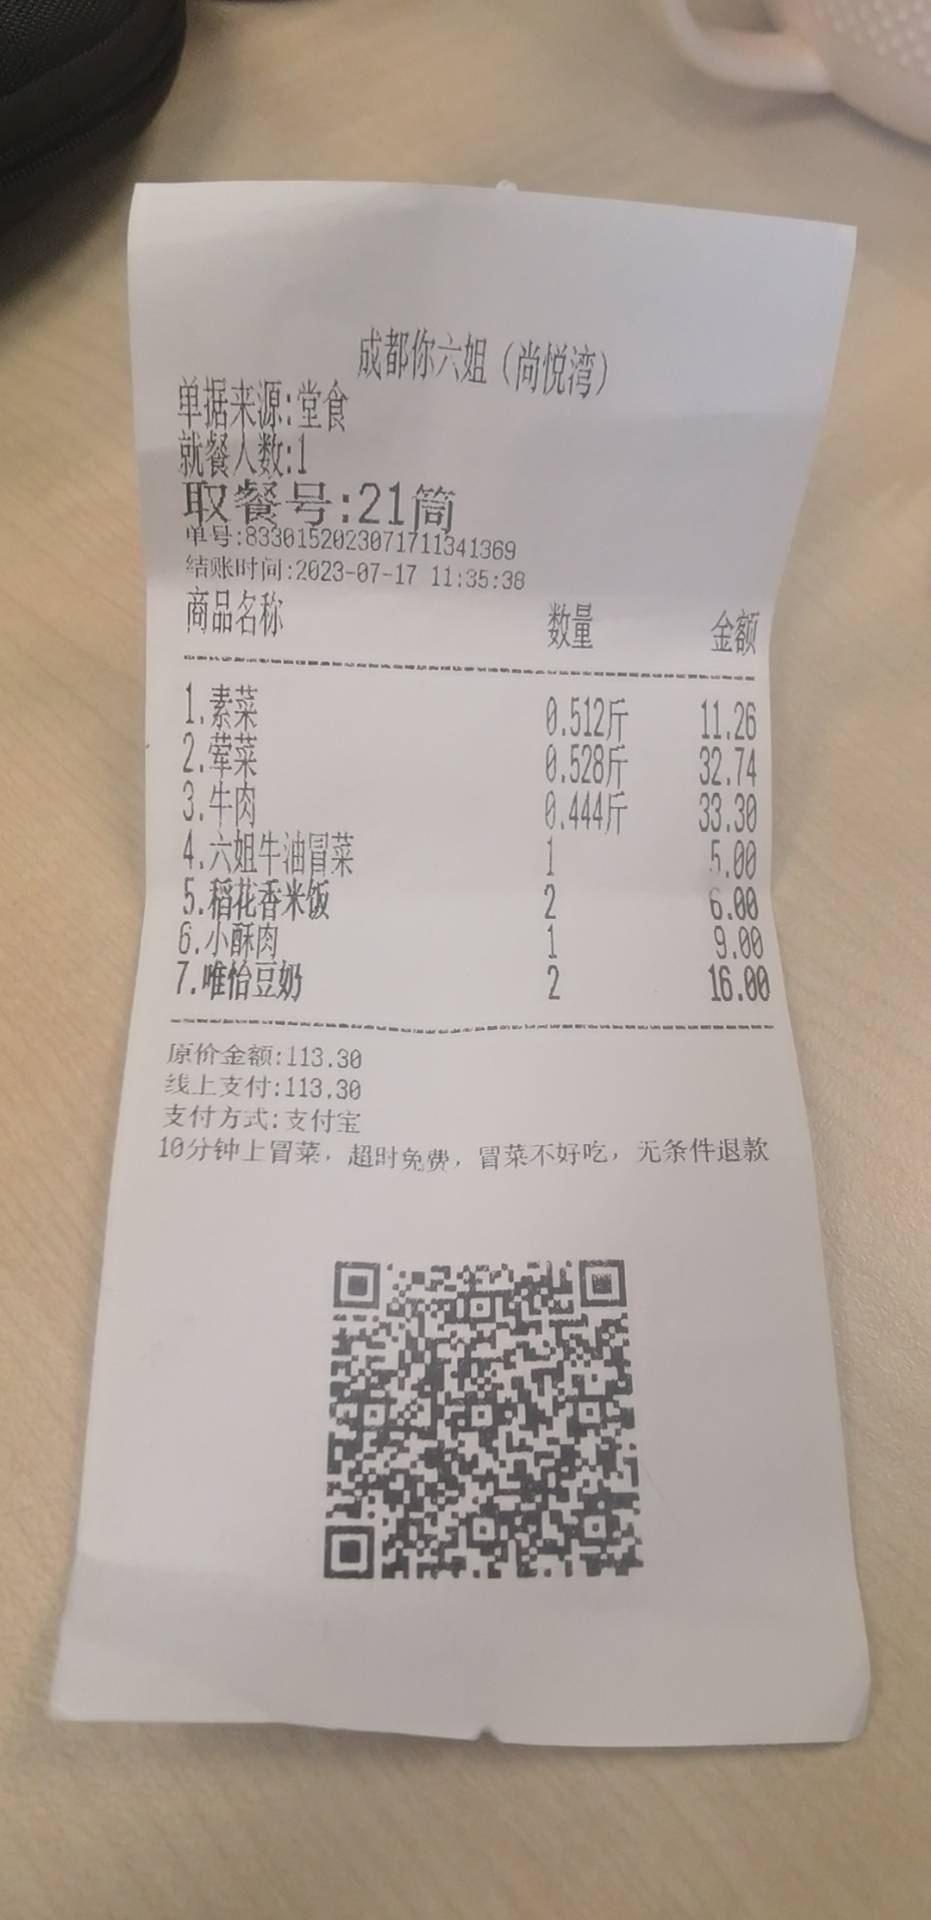 成都你六姐（尚悦湾）
单据来源:堂食
就餐人数:1
取餐号:21筒
单号:8330152023071711341369
结账时间:2023-07-17 11:35:38
商品名称 数量 金额
1.素菜 0.512斤 11.26
2.荤菜 0.528斤 32.74
3.牛肉 0.444斤 33.30
4.六姐牛油冒菜 1 5.00
5.稻花香米饭 2 6.00
6.小酥肉 1 9.00
7.唯怡豆奶 2 16.00
原价金额:113.30
线上支付:113.30
支付方式:支付宝
10分钟上冒菜，超时免费，冒菜不好吃，无条件退款